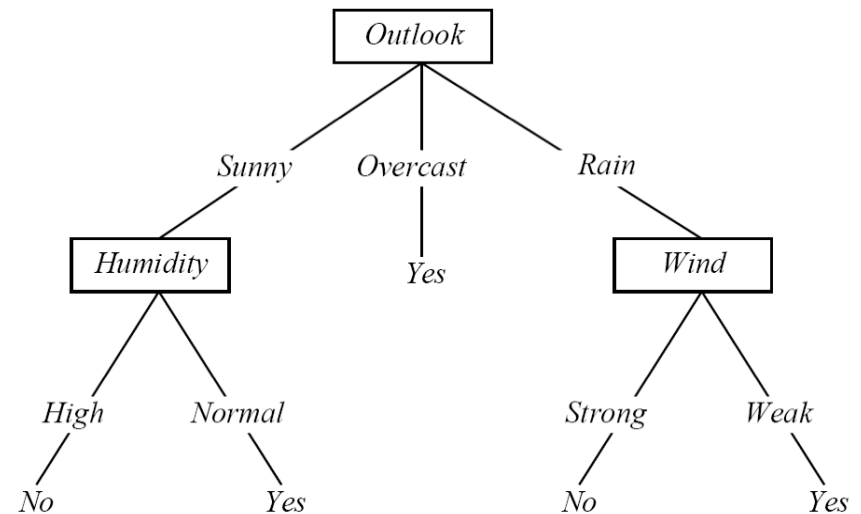 Outlook
Sunny Overcast Rain
Humidity Yes Wind
High Normal Strong Weak
No Yes No Yes